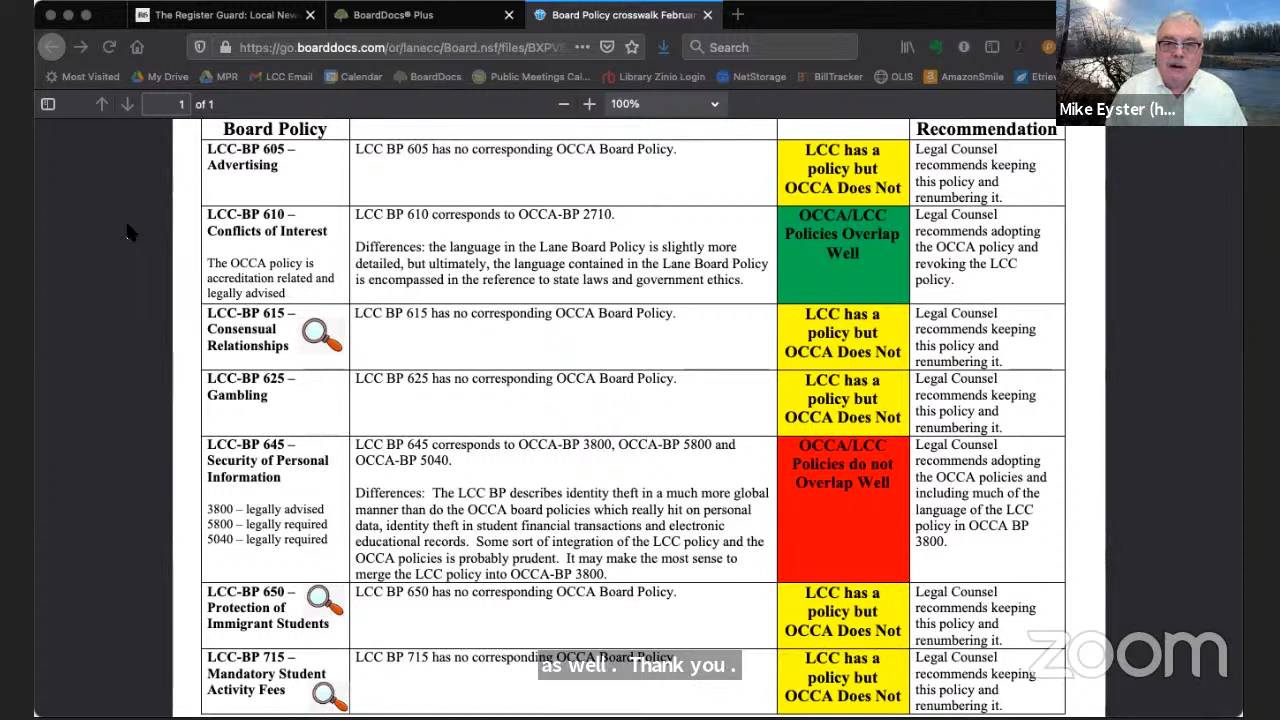 The Register Guard: Local New
BoardDocs® Plus
Board Policy crosswalk Februar
https://go.boarddocs.com/or/lanecc/Board.nsf/files/BXPV
Search
Most Visited
My Drive
MPR
LCC Email
Calendar
BoardDocs
Public Meetings Cal...
Library Zinio Login
NetStorage
BillTracker
OLIS
AmazonSmile
Etriev
1 of 1
100%
Mike Eyster (h...
Board Policy
Recommendation
LCC-BP 605 –
Advertising
LCC BP 605 has no corresponding OCCA Board Policy.
LCC has a
policy but
OCCA Does Not
Legal Counsel
recommends keeping
this policy and
renumbering it.
LCC-BP 610 –
Conflicts of Interest
The OCCA policy is
accreditation related and
legally advised
LCC BP 610 corresponds to OCCA-BP 2710.
Differences: the language in the Lane Board Policy is slightly more
detailed, but ultimately, the language contained in the Lane Board Policy
is encompassed in the reference to state laws and government ethics.
OCCA/LCC
Policies Overlap
Well
Legal Counsel
recommends adopting
the OCCA policy and
revoking the LCC
policy.
LCC-BP 615 –
Consensual
Relationships
LCC BP 615 has no corresponding OCCA Board Policy.
LCC has a
policy but
OCCA Does Not
Legal Counsel
recommends keeping
this policy and
renumbering it.
LCC-BP 625 –
Gambling
LCC BP 625 has no corresponding OCCA Board Policy.
LCC has a
policy but
OCCA Does Not
Legal Counsel
recommends keeping
this policy and
renumbering it.
LCC-BP 645 –
Security of Personal
Information
3800 – legally advised
5800 – legally required
5040 – legally required
LCC BP 645 corresponds to OCCA-BP 3800, OCCA-BP 5800 and
OCCA-BP 5040.
Differences:  The LCC BP describes identity theft in a much more global
manner than do the OCCA board policies which really hit on personal
data, identity theft in student financial transactions and electronic
educational records.  Some sort of integration of the LCC policy and the
OCCA policies is probably prudent.  It may make the most sense to
merge the LCC policy into OCCA-BP 3800.
OCCA/LCC
Policies do not
Overlap Well
Legal Counsel
recommends adopting
the OCCA policies and
including much of the
language of the LCC
policy in OCCA BP
3800.
LCC-BP 650 –
Protection of
Immigrant Students
LCC BP 650 has no corresponding OCCA Board Policy.
LCC has a
policy but
OCCA Does Not
Legal Counsel
recommends keeping
this policy and
renumbering it.
LCC-BP 715 –
Mandatory Student
Activity Fees
LCC BP 715 has no corresponding OCCA Board Policy.
LCC has a
policy but
OCCA Does Not
Legal Counsel
recommends keeping
this policy and
renumbering it.
as well . Thank you .
zoom